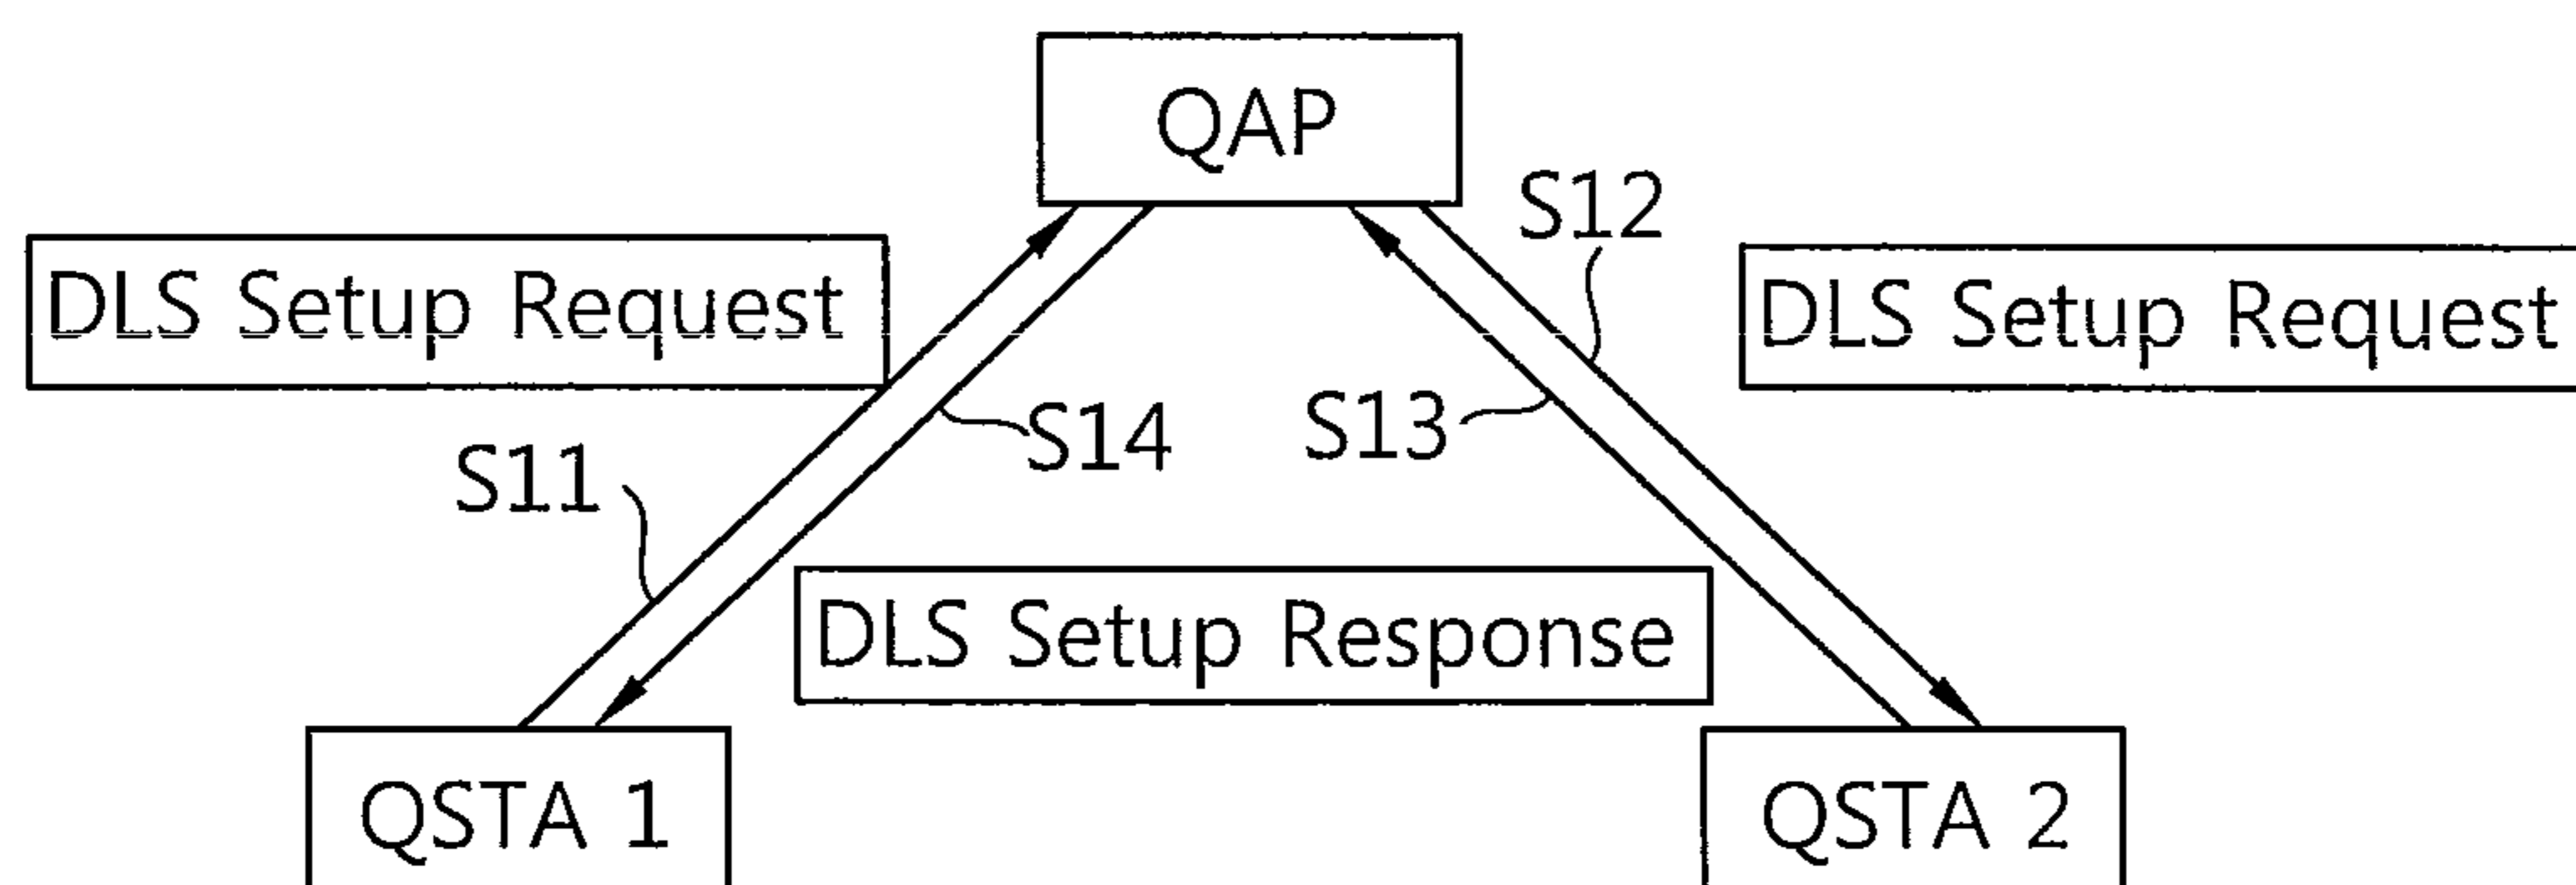 QAP
S12
DLS Setup Request
DLS Setup Request
S14
S13
S11
DLS Setup Response
QSTA 1
QSTA 2